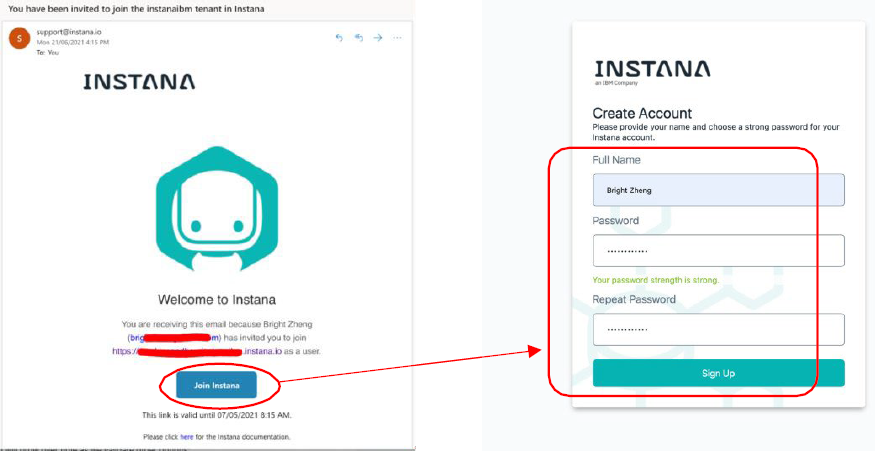 You have been invited to join the instanaibm tenant in Instana
S
support@instana.io
Mon 21/06/2021 4:15 PM
To: You
INSTANA
Welcome to Instana
You are receiving this email because Bright Zheng
(brig m) has invited you to join
https:// .instana.io as a user.
Join Instana
This link is valid until 07/05/2021 8:15 AM.
Please click here for the Instana documentation.
INSTANA
an IBM Company
Create Account
Please provide your name and choose a strong password for your
Instana account.
Full Name
Bright Zheng
Password
Your password strength is strong.
Repeat Password
Sign Up